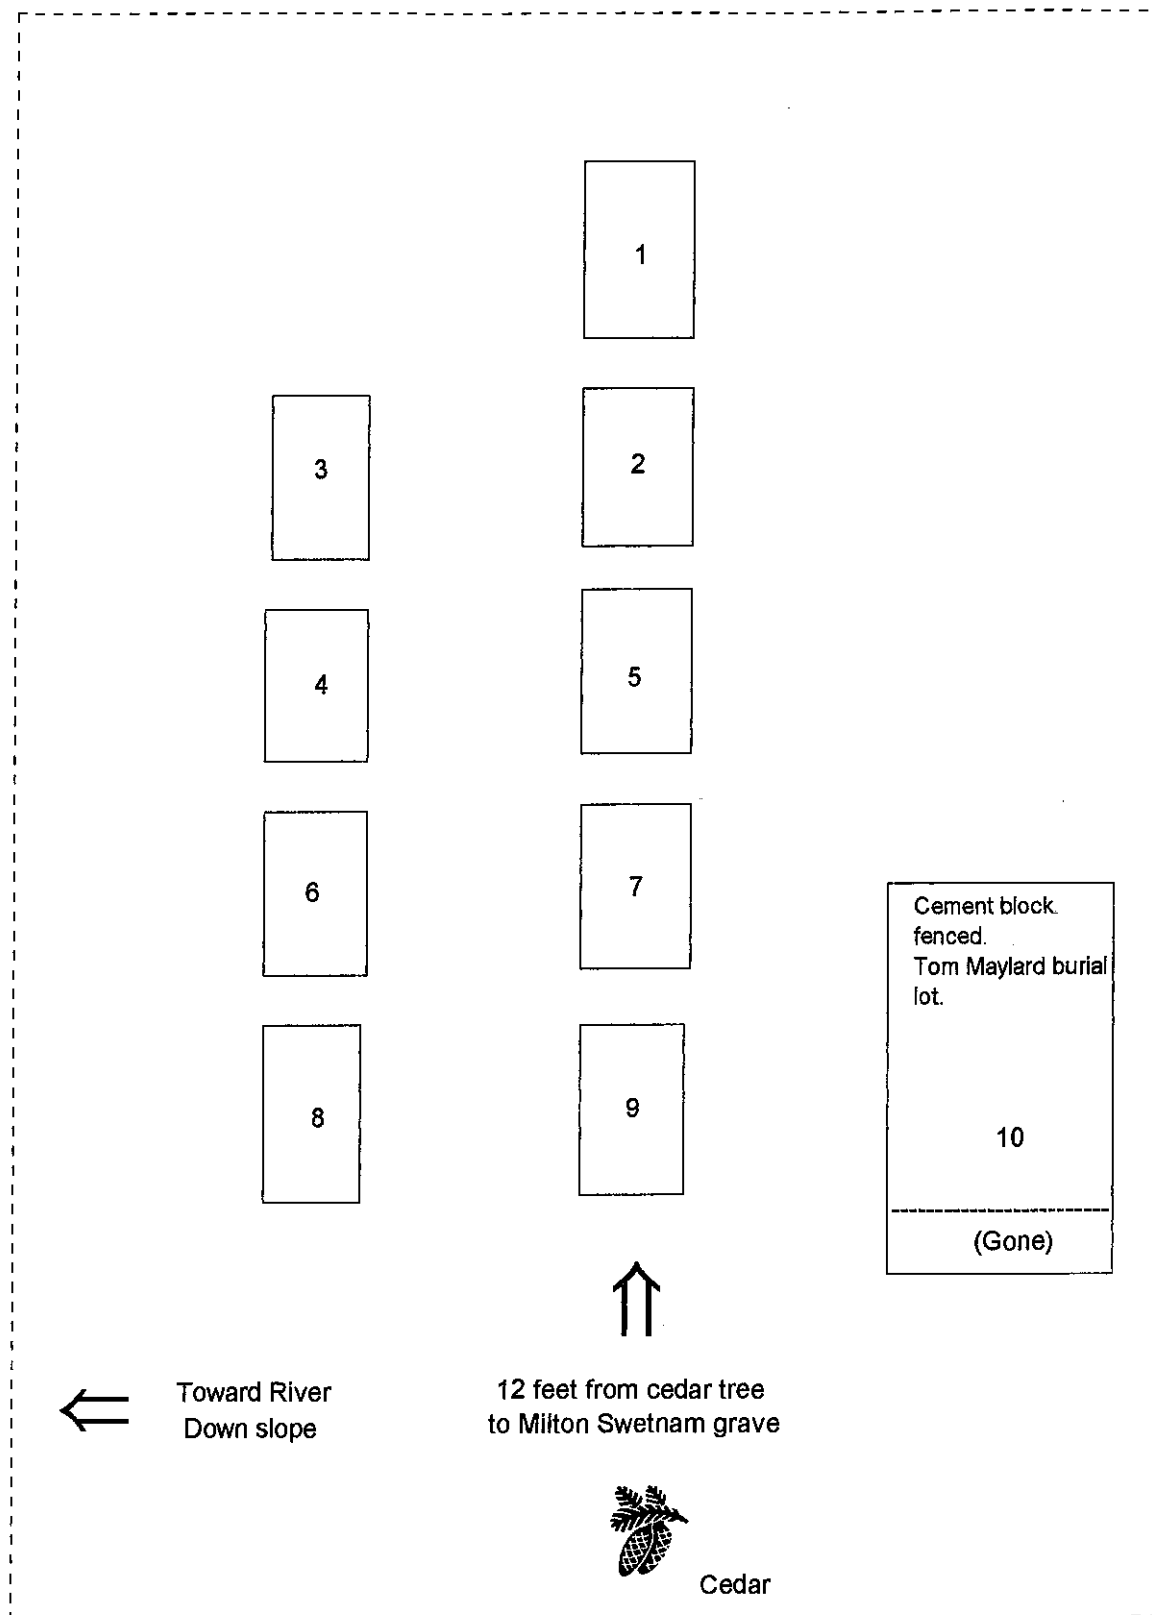 1
3
2
4
5
6
7
Cement block.
fenced.
Tom Maylard burial
lot.
8
9
10
(Gone)
Toward River
Down slope
12 feet from cedar tree
to Milton Swetnam grave
Cedar